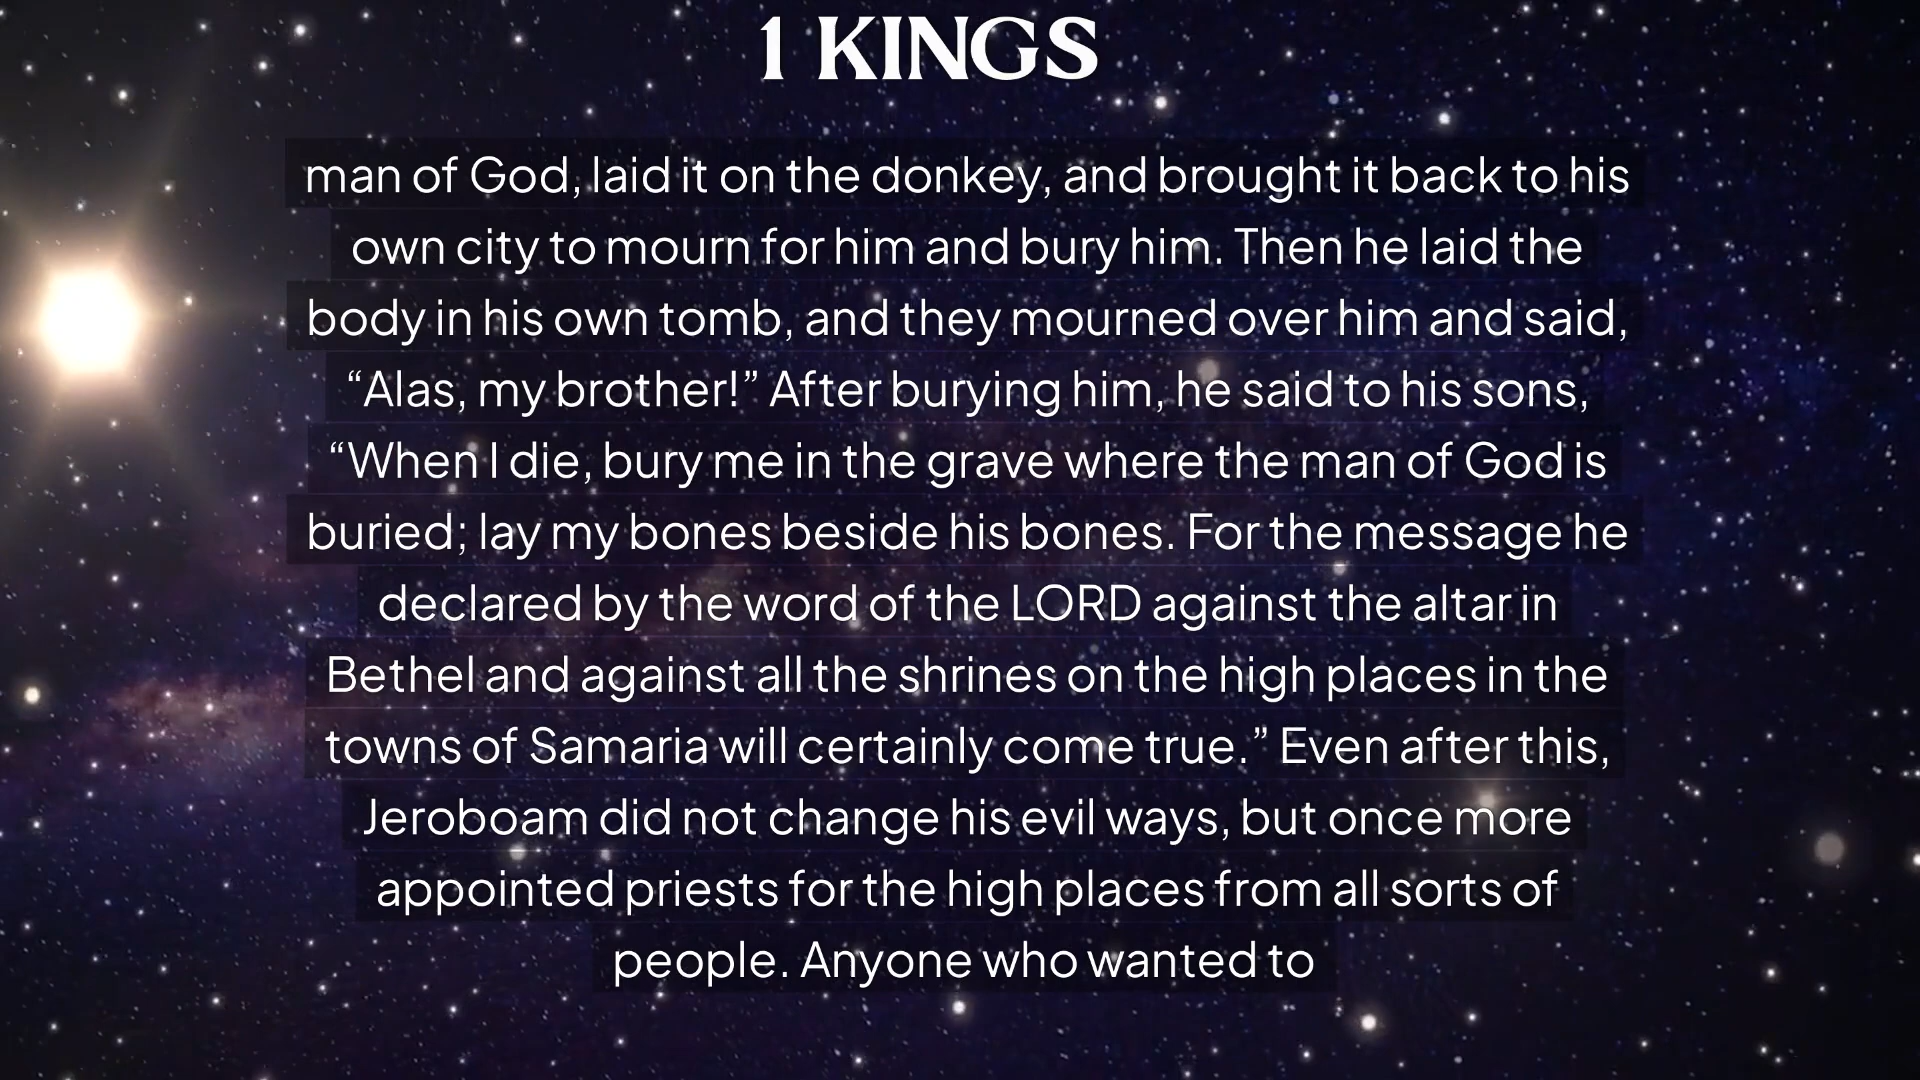 1 KINGS
man of God, laid it on the donkey, and brought it back to his
own city to mourn for him and bury him. Then he laid the
body in his own tomb, and they mourned over him and said,
“Alas, my brother!” After burying him, he said to his sons,
“When I die, bury me in the grave where the man of God is
buried; lay my bones beside his bones. For the message he
declared by the word of the LORD against the altar in
Bethel and against all the shrines on the high places in the
towns of Samaria will certainly come true.” Even after this,
Jeroboam did not change his evil ways, but once more
appointed priests for the high places from all sorts of
people. Anyone who wanted to